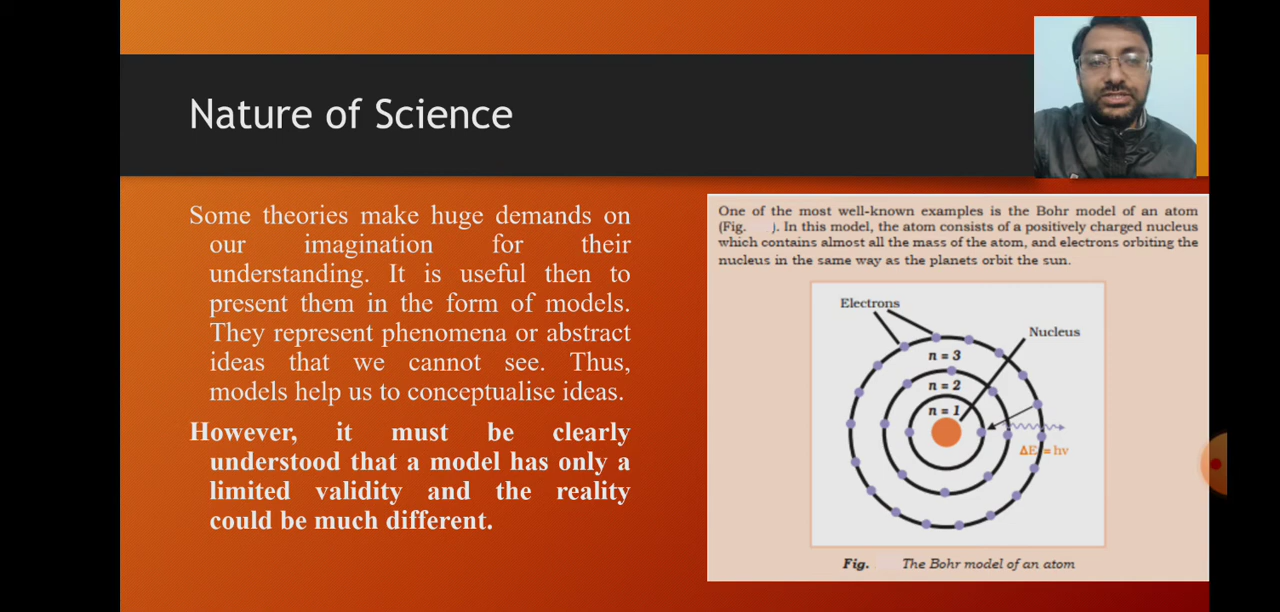 Nature of Science
Some theories make huge demands on
our imagination for their
understanding. It is useful then to
present them in the form of models.
They represent phenomena or abstract
ideas that we cannot see. Thus,
models help us to conceptualise ideas.
However, it must be clearly
understood that a model has only a
limited validity and the reality
could be much different.
One of the most well-known examples is the Bohr model of an atom
(Fig. ). In this model, the atom consists of a positively charged nucleus
which contains almost all the mass of the atom, and electrons orbiting the
nucleus in the same way as the planets orbit the sun.
Electrons
Nucleus
n = 3
n = 2
n = 1
ΔE = hν
Fig. The Bohr model of an atom